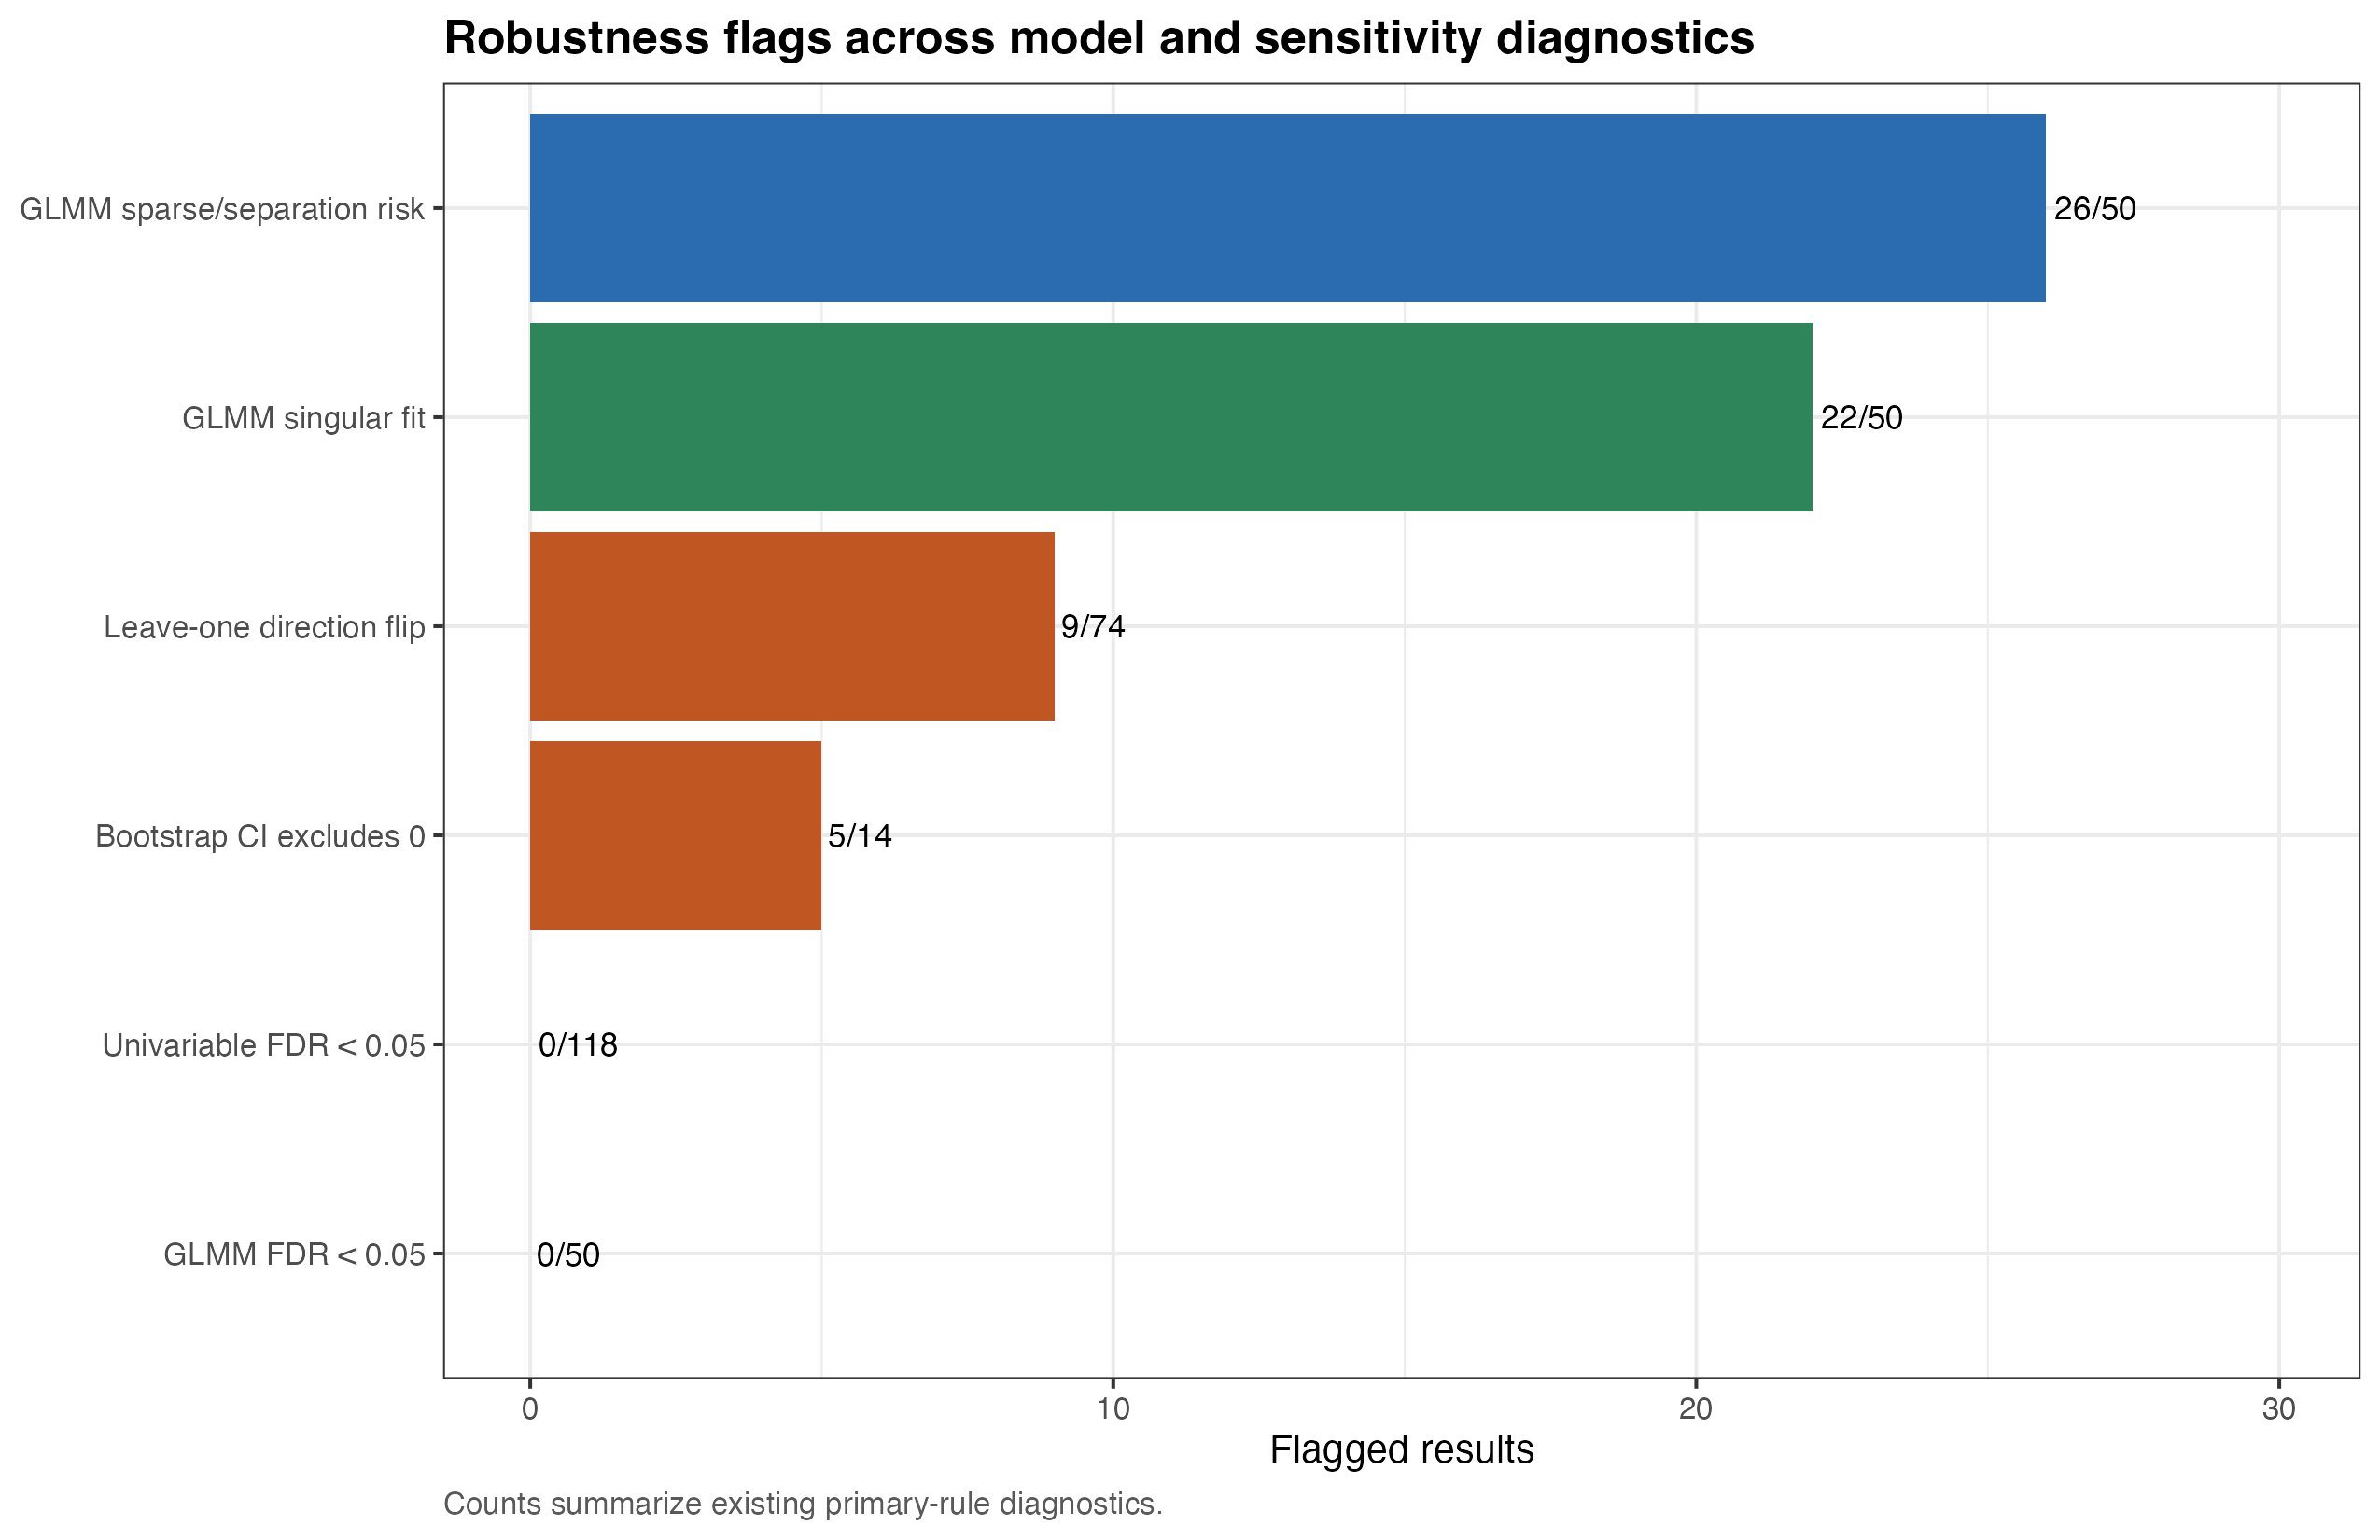 Robustness flags across model and sensitivity diagnostics
GLMM sparse/separation risk
26/50
GLMM singular fit
22/50
Leave-one direction flip
9/74
Bootstrap CI excludes 0
5/14
Univariable FDR < 0.05
0/118
GLMM FDR < 0.05
0/50
0 10 20 30
Flagged results
Counts summarize existing primary-rule diagnostics.